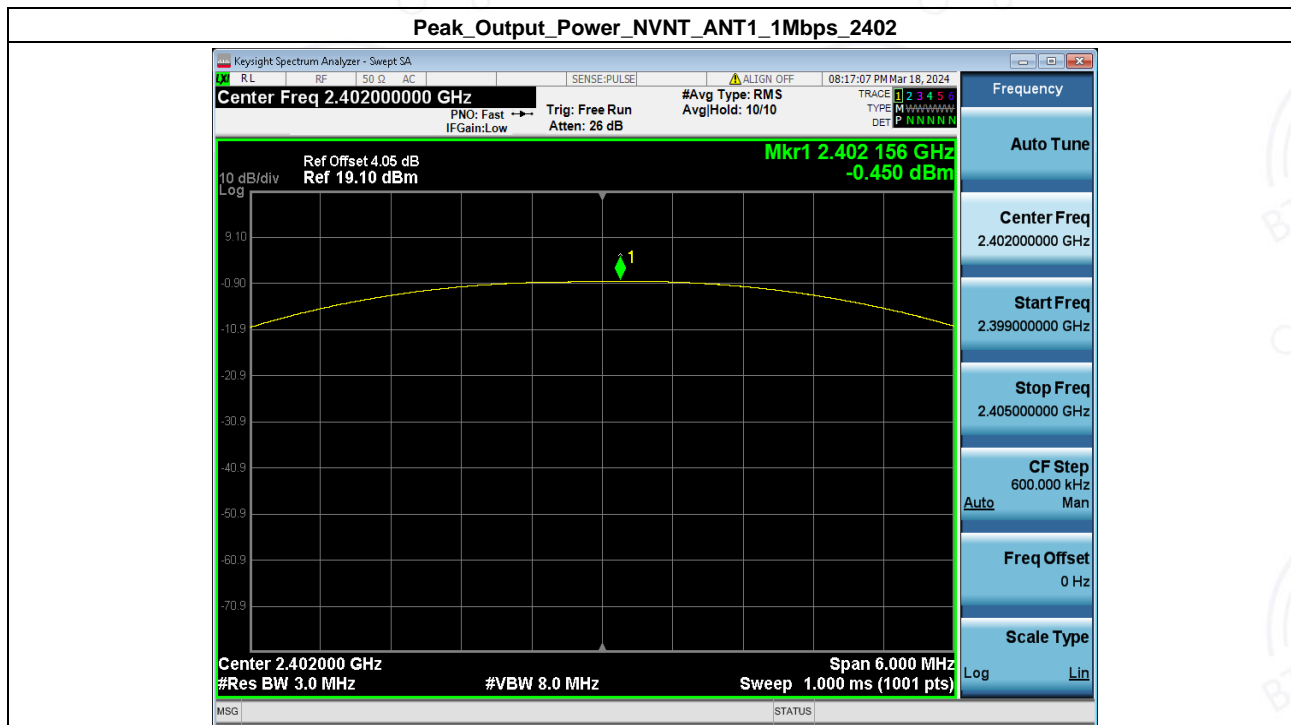 Peak_Output_Power_NVNT_ANT1_1Mbps_2402
Keysight Spectrum Analyzer - Swept SA
LXI RL RF 50 Ω AC SENSE:PULSE ALIGN OFF 08:17:07 PM Mar 18, 2024
Center Freq 2.402000000 GHz
PNO: Fast
IFGain:Low
Trig: Free Run
Atten: 26 dB
#Avg Type: RMS
Avg|Hold: 10/10
TRACE 1 2 3 4 5 6
TYPE M WWWWW
DET P N N N N N
Mkr1 2.402 156 GHz
-0.450 dBm
Ref Offset 4.05 dB
10 dB/div Ref 19.10 dBm
Log
1
9.10
-0.90
-10.9
-20.9
-30.9
-40.9
-50.9
-60.9
-70.9
Center 2.402000 GHz Span 6.000 MHz
#Res BW 3.0 MHz #VBW 8.0 MHz Sweep 1.000 ms (1001 pts)
MSG STATUS
Frequency
Auto Tune
Center Freq
2.402000000 GHz
Start Freq
2.399000000 GHz
Stop Freq
2.405000000 GHz
CF Step
600.000 kHz
Auto Man
Freq Offset
0 Hz
Scale Type
Log Lin